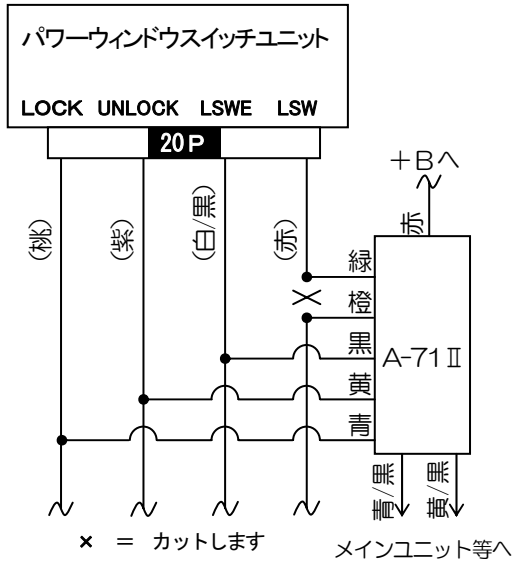 パワーウィンドウスイッチユニット
LOCK UNLOCK LSWE LSW
20P
+Bへ
(桃)
(紫)
(白/黒)
(赤)
赤
緑
橙
黒
黄
青
A-71Ⅱ
青/黒
黄/黒
× = カットします
メインユニット等へ